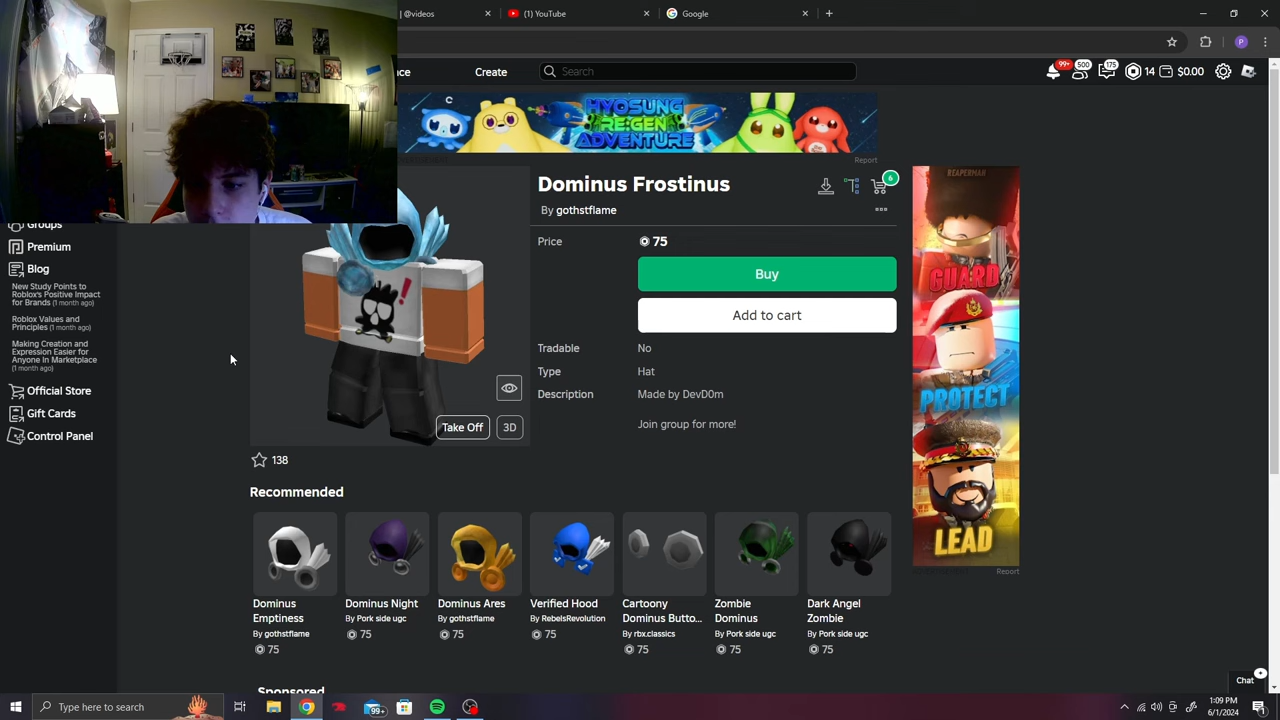 | @videos
(1) YouTube
Google
nce
Create
Search
99+
500
175
14
$0.00
HYOSUNG
RE:GEN
ADVENTURE
Report
Groups
Premium
Blog
New Study Points to
Roblox's Positive Impact
for Brands (1 month ago)
Roblox Values and
Principles (1 month ago)
Making Creation and
Expression Easier for
Anyone In Marketplace
(1 month ago)
Official Store
Gift Cards
Control Panel
Take Off
3D
138
Dominus Frostinus
6
By gothstflame
Price
75
Buy
Add to cart
Tradable
No
Type
Hat
Description
Made by DevD0m
Join group for more!
REAPERMAN
GUARD
PROTECT
LEAD
Report
Recommended
Dominus
Emptiness
By gothstflame
75
Dominus Night
By Pork side ugc
75
Dominus Ares
By gothstflame
75
Verified Hood
By RebelsRevolution
75
Cartoony
Dominus Butto...
By rbx.classics
75
Zombie
Dominus
By Pork side ugc
75
Dark Angel
Zombie
By Pork side ugc
75
Sponsored
Chat
Type here to search
99+
1:09 PM
6/1/2024